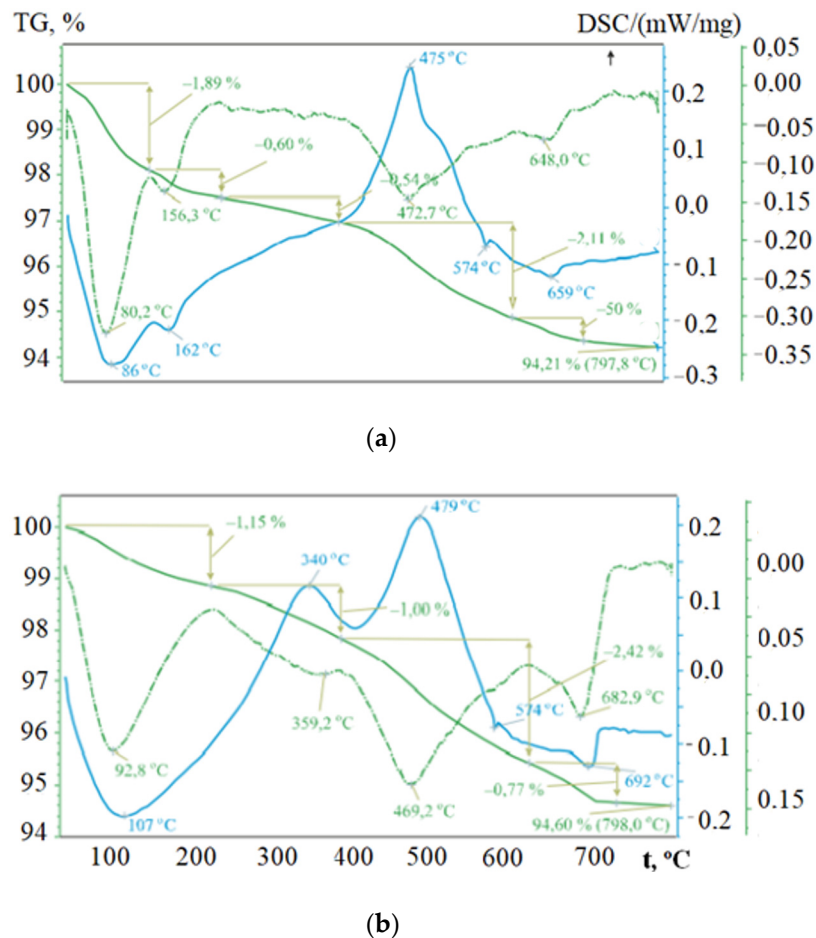 TG, % DSC/(mW/mg)
↑
0,05
475 °C
100 –1,89 % 0,2 0,00
99 –0,60 % 0,1 −0,05
98 –0,54 % 648,0 °C −0,10
156,3 °C 472,7 °C 0,0 −0,15
97 −0,20
96 –2,11 % 574 °C 659 °C −0,1 −0,25
95 80,2 °C –50 % −0,2 −0,30
94 86 °C 162 °C 94,21 % (797,8 °C) −0,3 −0,35
(a)
479 °C
100 –1,15 % 340 °C 0,2 0.00
99 –1,00 % 0,1
98 –2,42 % 0.05
97 359,2 °C 682,9 °C 0.0
96 92,8 °C 574 °C −0,1 0.10
95 469,2 °C –0,77 % 692 °C
94 107 °C 94,60 % (798,0 °C) −0.2 0.15
100 200 300 400 500 600 700 t, °C
(b)